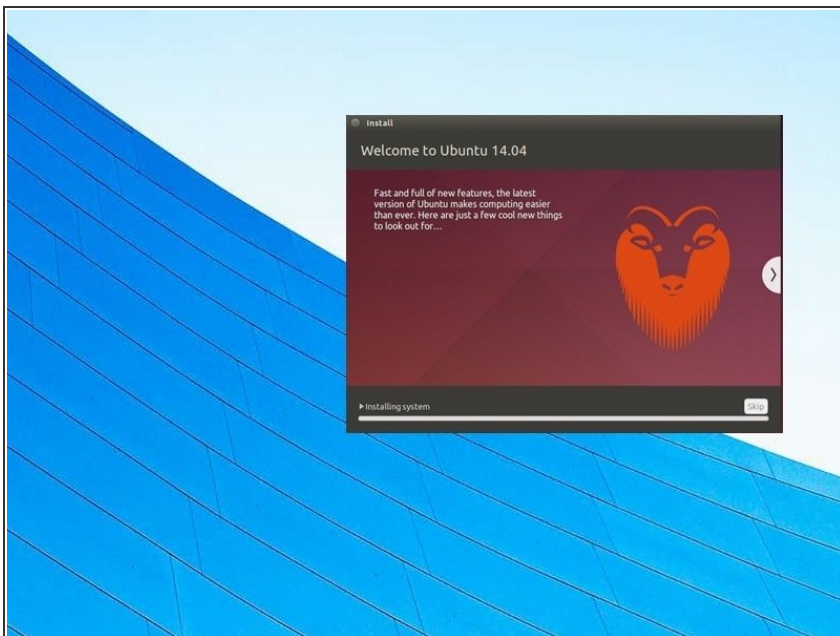 Install
Welcome to Ubuntu 14.04
Fast and full of new features, the latest
version of Ubuntu makes computing easier
than ever. Here are just a few cool new things
to look out for...
Installing system
Skip